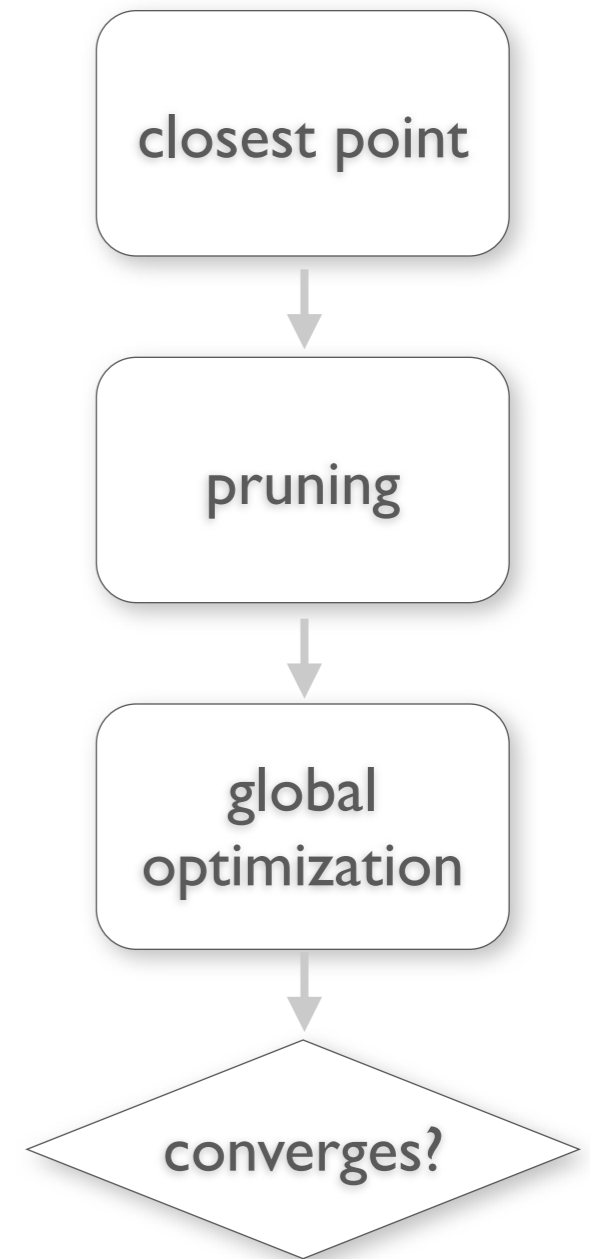 closest point
pruning
global
optimization
converges?